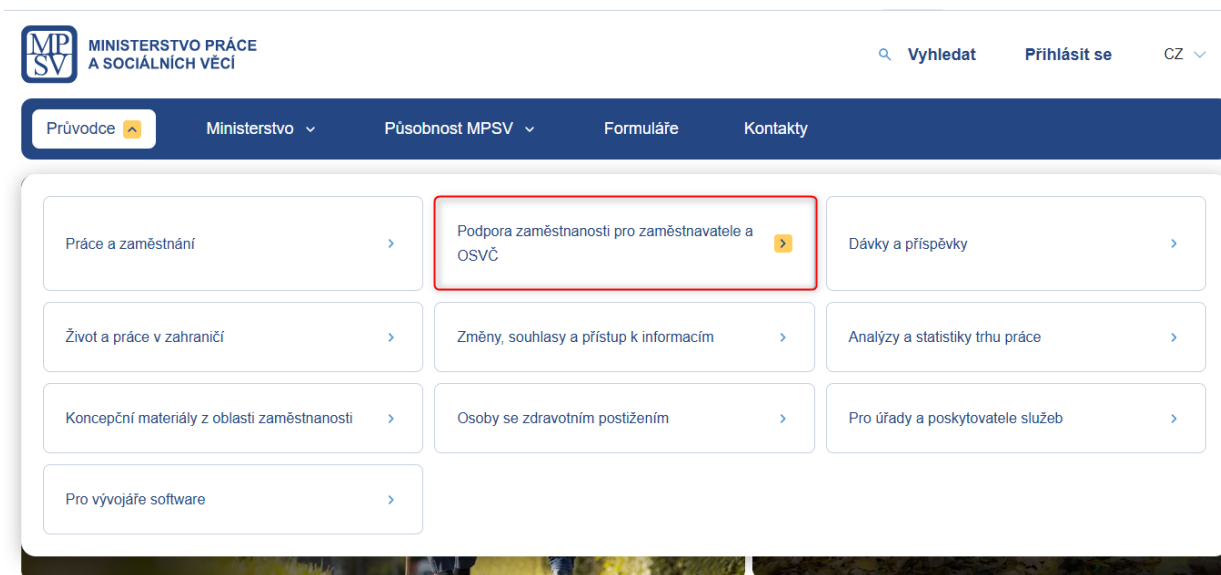 MPSV
MINISTERSTVO PRÁCE
A SOCIÁLNÍCH VĚCÍ
Vyhledat
Přihlásit se
CZ
Průvodce
Ministerstvo
Působnost MPSV
Formuláře
Kontakty
Práce a zaměstnání
Podpora zaměstnanosti pro zaměstnavatele a
OSVČ
Dávky a příspěvky
Život a práce v zahraničí
Změny, souhlasy a přístup k informacím
Analýzy a statistiky trhu práce
Koncepční materiály z oblasti zaměstnanosti
Osoby se zdravotním postižením
Pro úřady a poskytovatele služeb
Pro vývojáře software